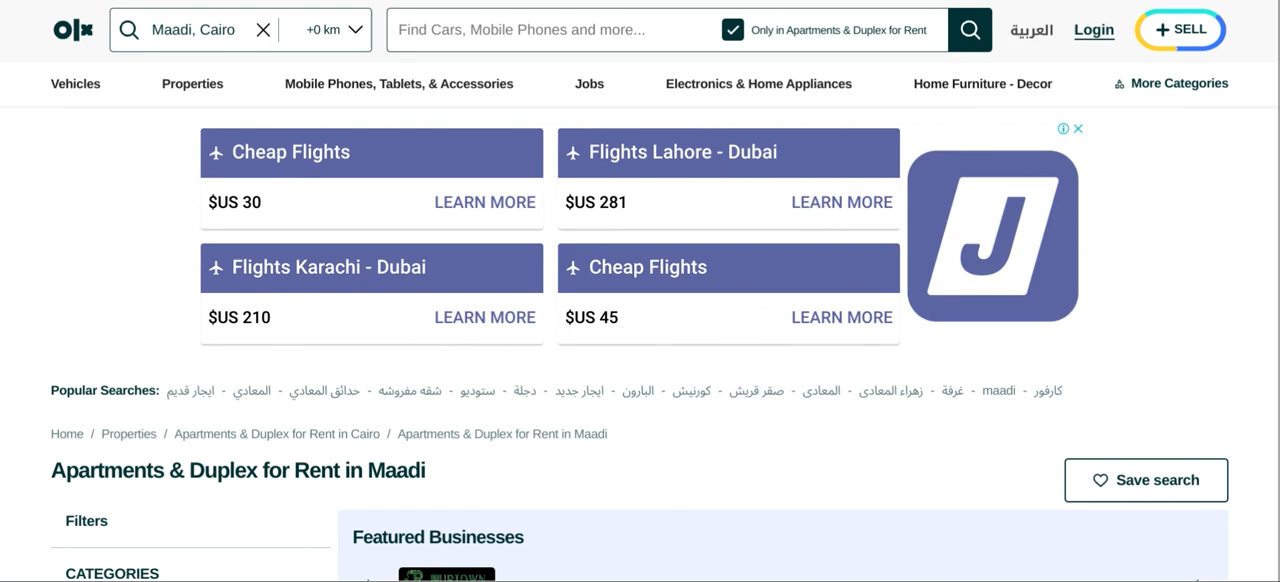 olx
Maadi, Cairo
+0 km
Find Cars, Mobile Phones and more...
Only in Apartments & Duplex for Rent
العربية
Login
+ SELL
Vehicles
Properties
Mobile Phones, Tablets, & Accessories
Jobs
Electronics & Home Appliances
Home Furniture - Decor
More Categories
Cheap Flights
$US 30 LEARN MORE
Flights Lahore - Dubai
$US 281 LEARN MORE
Flights Karachi - Dubai
$US 210 LEARN MORE
Cheap Flights
$US 45 LEARN MORE
J
Popular Searches: ايجار قديم - المعادي - حدائق المعادي - شقه مفروشه - ستوديو - دجلة - ايجار جديد - البارون - كورنيش - صقر قريش - المعادى - زهراء المعادى - غرفة - maadi - كارفور
Home / Properties / Apartments & Duplex for Rent in Cairo / Apartments & Duplex for Rent in Maadi
Apartments & Duplex for Rent in Maadi
Save search
Filters
Featured Businesses
CATEGORIES